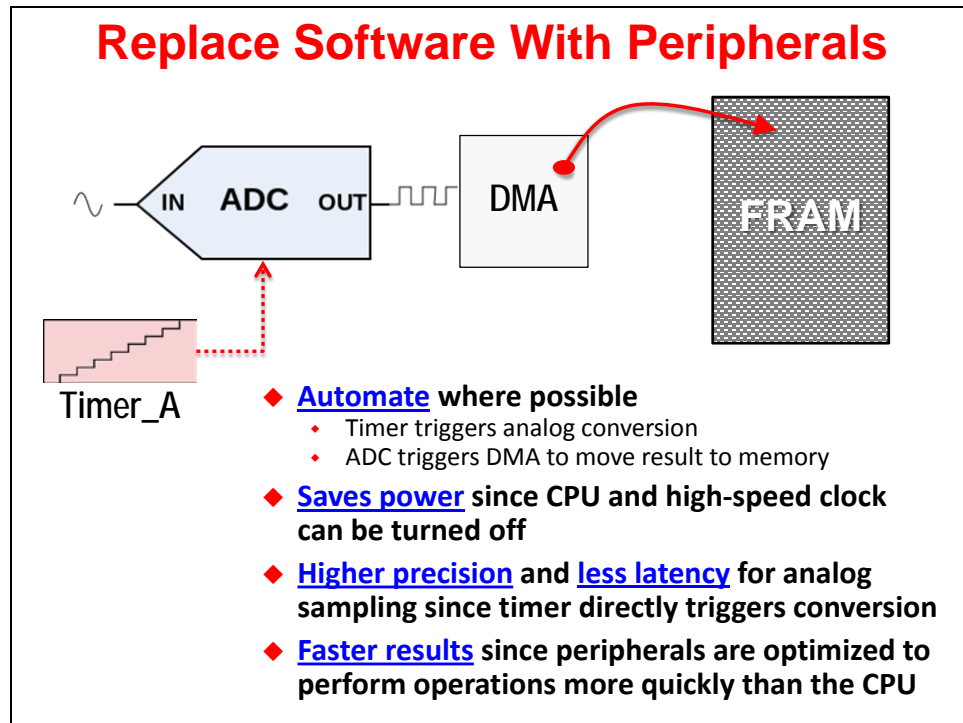 Replace Software With Peripherals
IN ADC OUT
DMA
FRAM
Timer_A
Automate where possible
Timer triggers analog conversion
ADC triggers DMA to move result to memory
Saves power since CPU and high-speed clock
can be turned off
Higher precision and less latency for analog
sampling since timer directly triggers conversion
Faster results since peripherals are optimized to
perform operations more quickly than the CPU